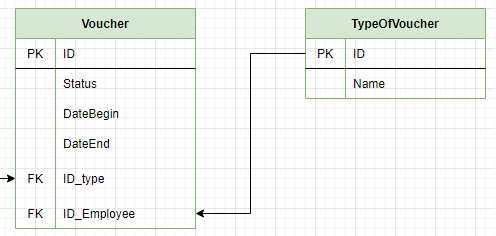 Voucher
PK ID
Status
DateBegin
DateEnd
FK ID_type
FK ID_Employee
TypeOfVoucher
PK ID
Name